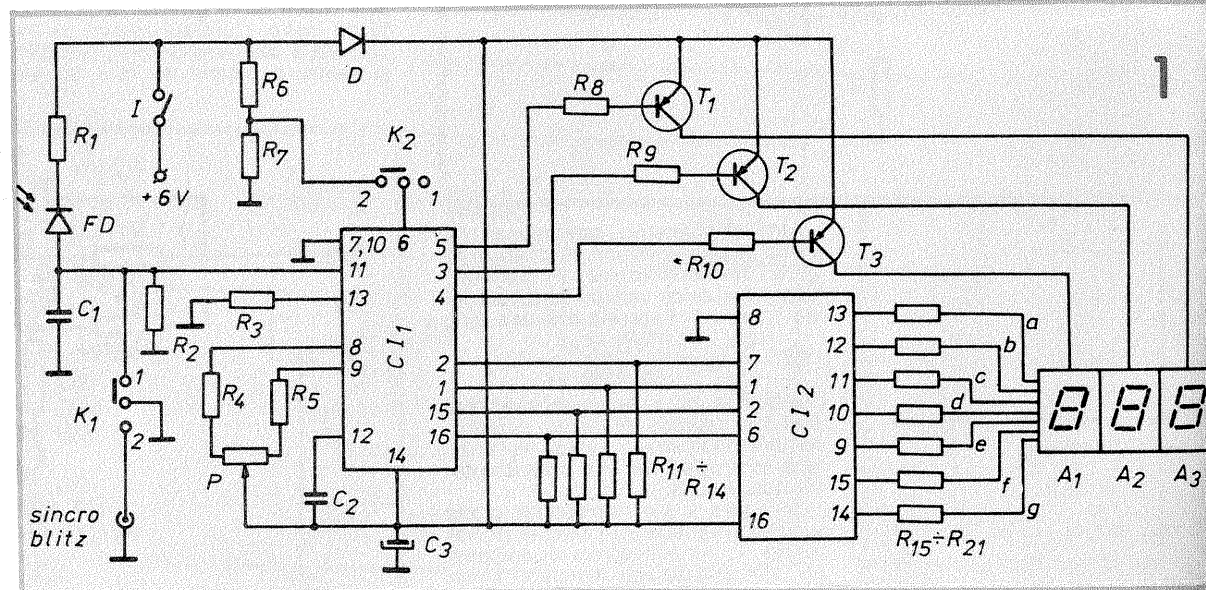 1
D
R6
I
R1
R7
+6V
K2
2
1
FD
R8
T1
R9
T2
R10
T3
7,10
6
5
11
3
13
4
8
9
2
1
15
16
12
14
CI1
C1
R2
R3
R4
R5
K1
1
2
P
C2
C3
sincro
blitz
R11 ÷
R14
8
7
1
2
6
16
CI2
13
12
11
10
9
15
14
a
b
c
d
e
f
g
R15÷R21
A1
A2
A3